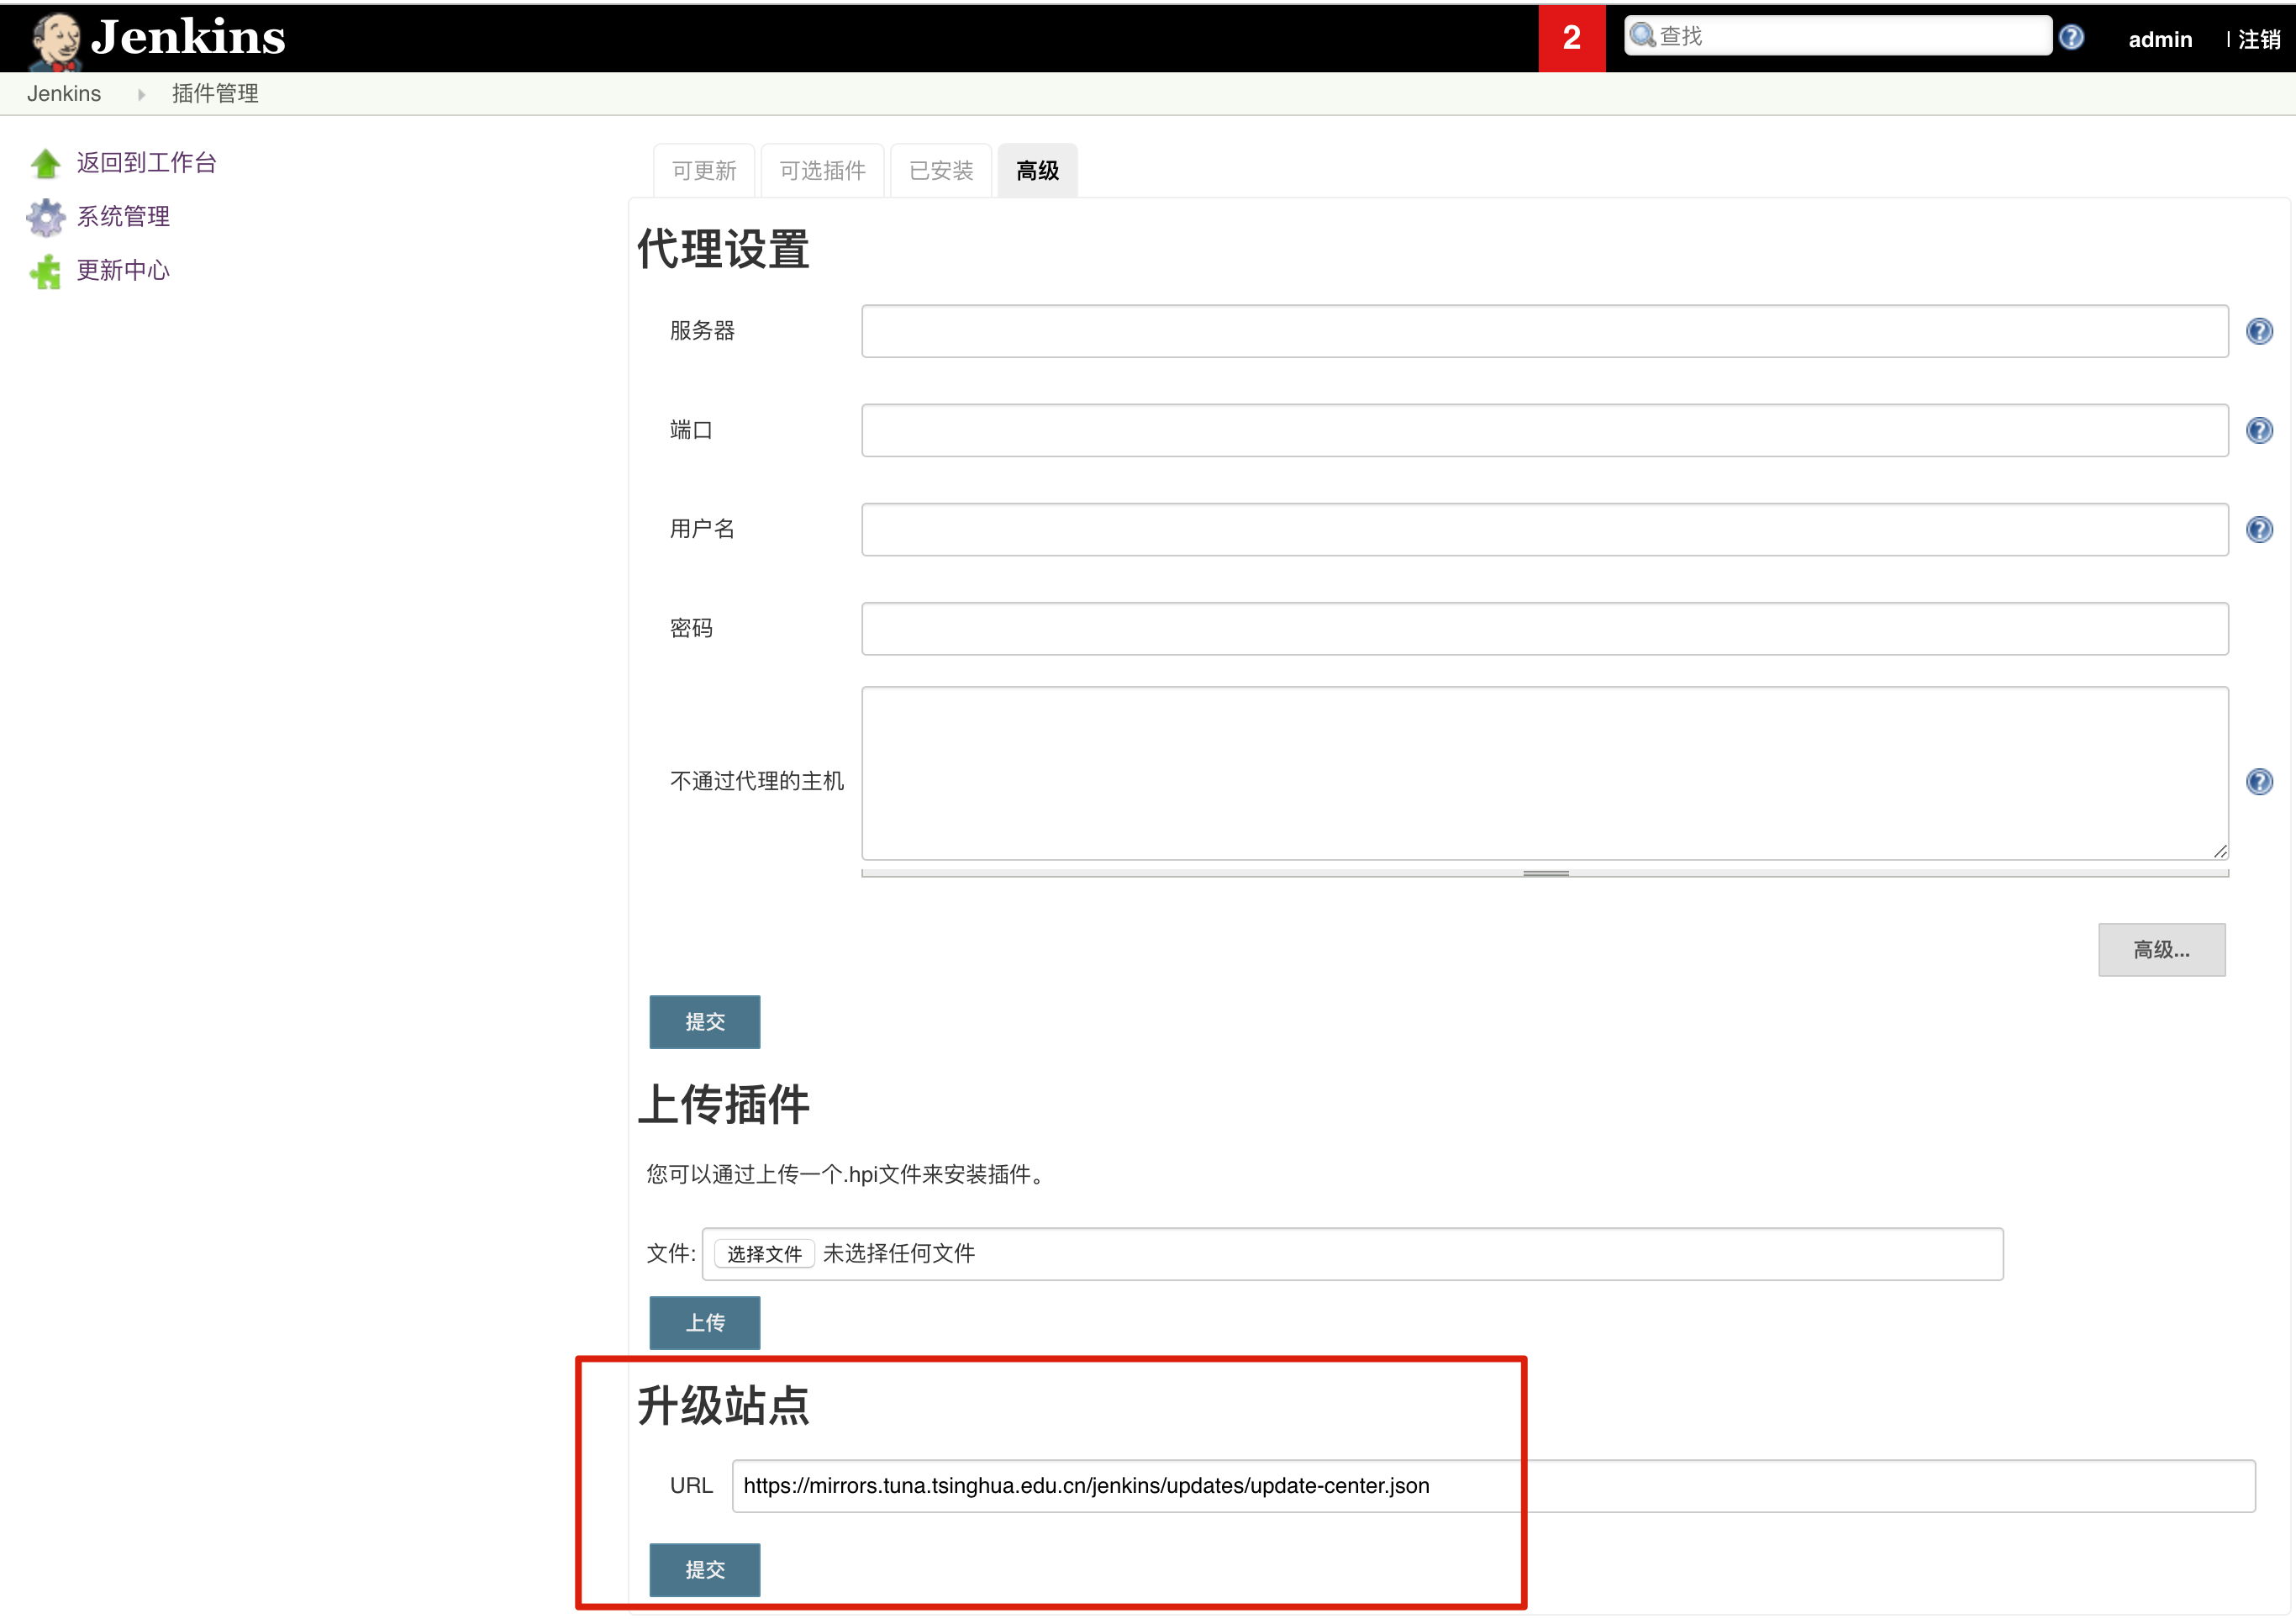 Jenkins 2 查找 admin | 注销
Jenkins 插件管理
返回到工作台
系统管理
更新中心
可更新 可选插件 已安装 高级
代理设置
服务器
端口
用户名
密码
不通过代理的主机
高级...
提交
上传插件
您可以通过上传一个.hpi文件来安装插件。
文件: 选择文件 未选择任何文件
上传
升级站点
URL https://mirrors.tuna.tsinghua.edu.cn/jenkins/updates/update-center.json
提交